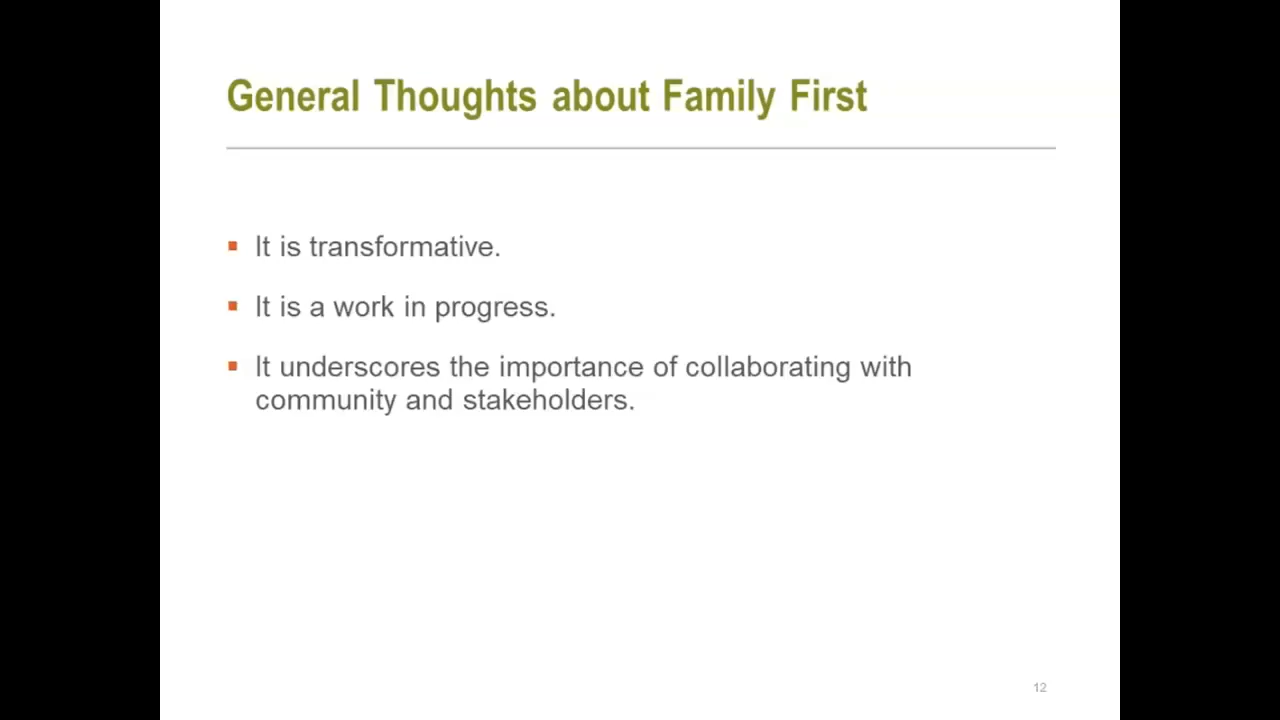 General Thoughts about Family First
It is transformative.
It is a work in progress.
It underscores the importance of collaborating with
community and stakeholders.
12